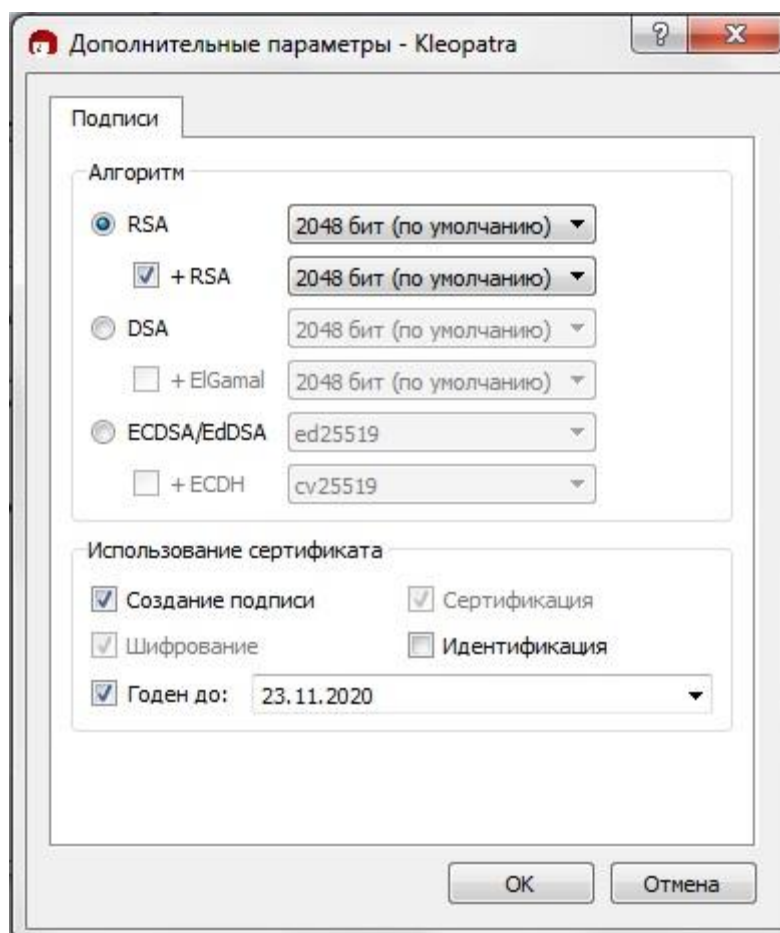 Дополнительные параметры - Kleopatra
?
X
Подписи
Алгоритм
RSA 2048 бит (по умолчанию)
+ RSA 2048 бит (по умолчанию)
DSA 2048 бит (по умолчанию)
+ ElGamal 2048 бит (по умолчанию)
ECDSA/EdDSA ed25519
+ ECDH cv25519
Использование сертификата
Создание подписи Сертификация
Шифрование Идентификация
Годен до: 23.11.2020
OK Отмена